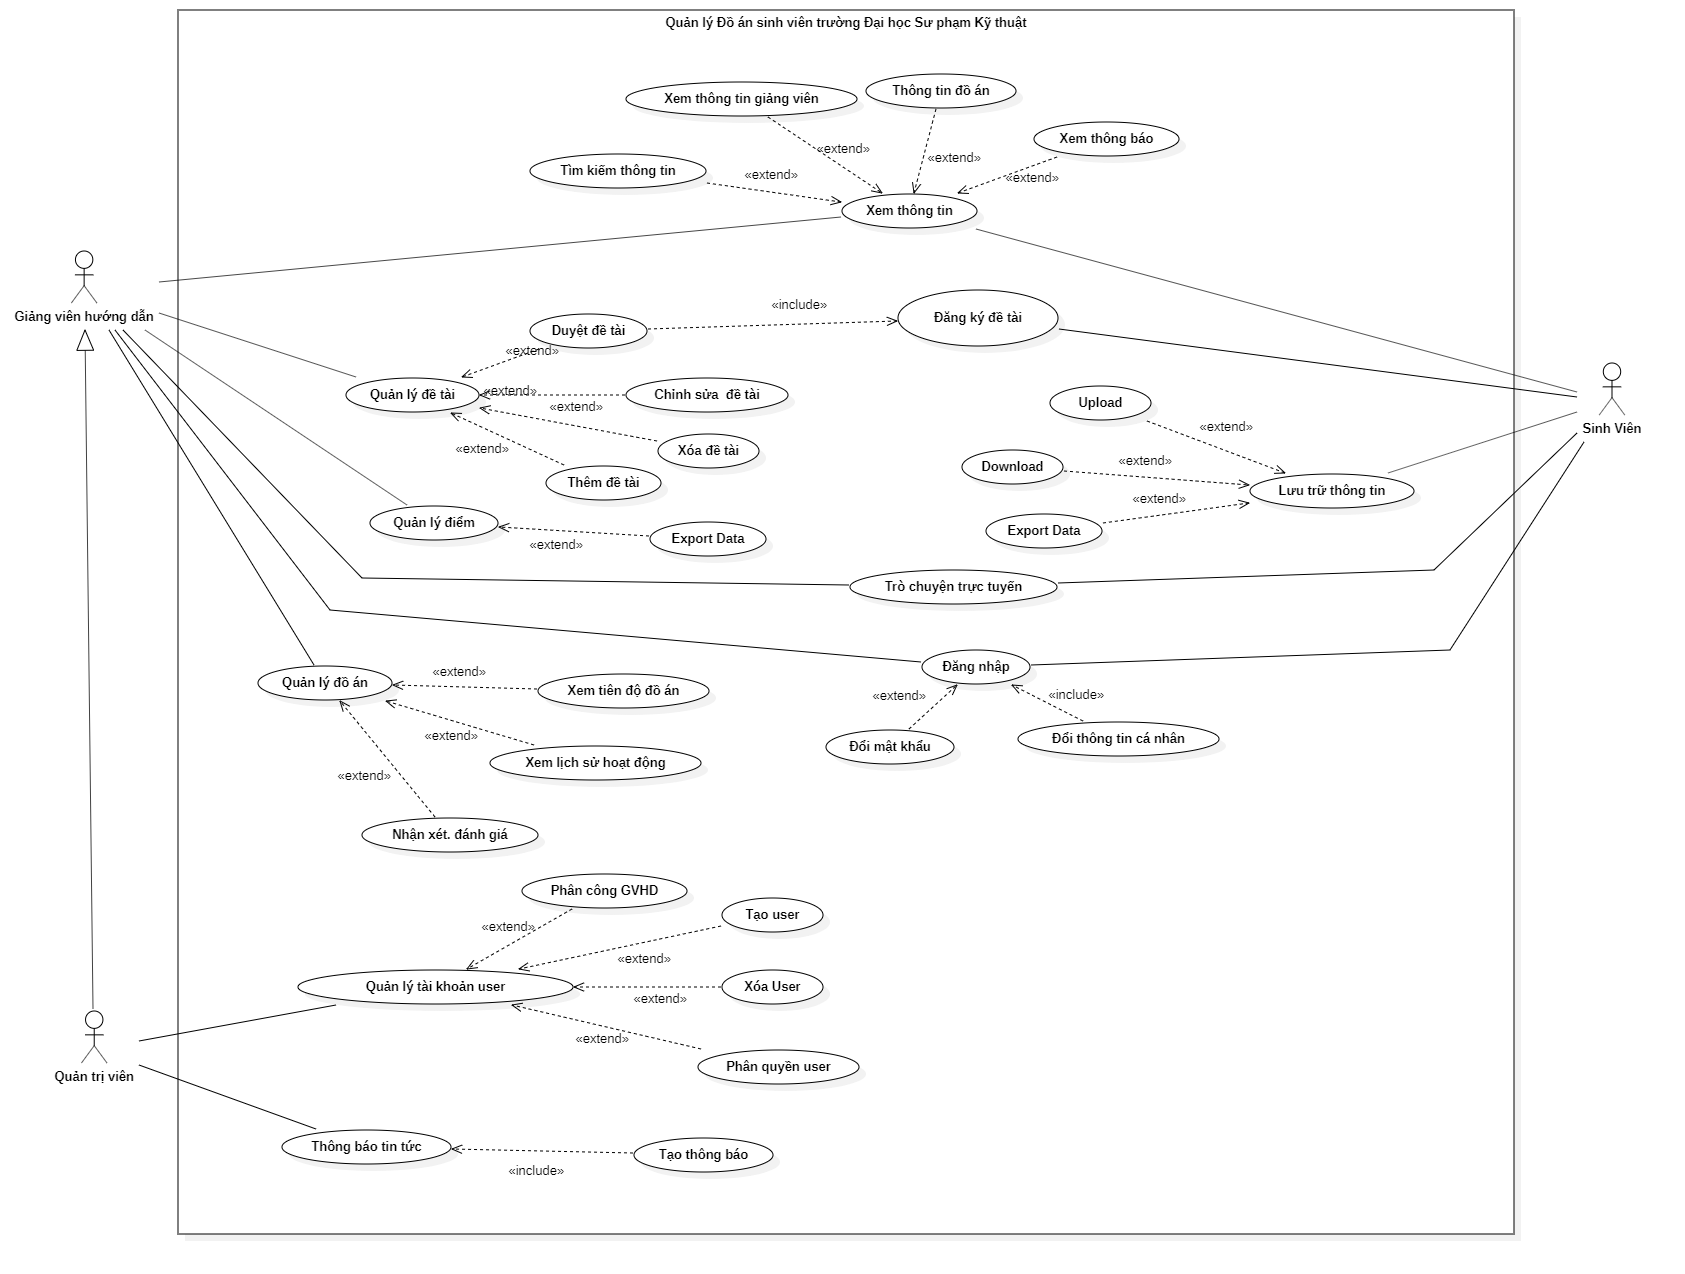 Quản lý Đồ án sinh viên trường Đại học Sư phạm Kỹ thuật
Xem thông tin giảng viên
Thông tin đồ án
Xem thông báo
«extend»
«extend»
Tìm kiếm thông tin
«extend»
«extend»
Xem thông tin
Giảng viên hướng dẫn
«include»
Đăng ký đề tài
Duyệt đề tài
«extend»
Quản lý đề tài
«extend»
Chỉnh sửa  đề tài
«extend»
Xóa đề tài
«extend»
Thêm đề tài
Upload
«extend»
Sinh Viên
Download
«extend»
Lưu trữ thông tin
«extend»
Export Data
Quản lý điểm
«extend»
Export Data
Trò chuyện trực tuyến
Quản lý đồ án
«extend»
Xem tiên độ đồ án
«extend»
Xem lịch sử hoạt động
«extend»
Nhận xét. đánh giá
Đăng nhập
«extend»
«include»
Đổi mật khẩu
Đổi thông tin cá nhân
Phân công GVHD
«extend»
Tạo user
«extend»
Quản lý tài khoản user
Xóa User
«extend»
«extend»
Phân quyền user
Quản trị viên
Thông báo tin tức
«include»
Tạo thông báo